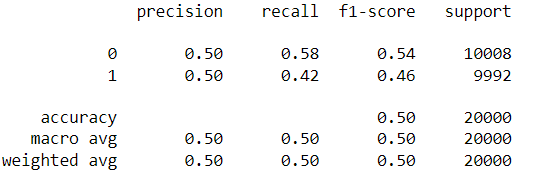 precision recall f1-score support
0 0.50 0.58 0.54 10008
1 0.50 0.42 0.46 9992
accuracy 0.50 20000
macro avg 0.50 0.50 0.50 20000
weighted avg 0.50 0.50 0.50 20000